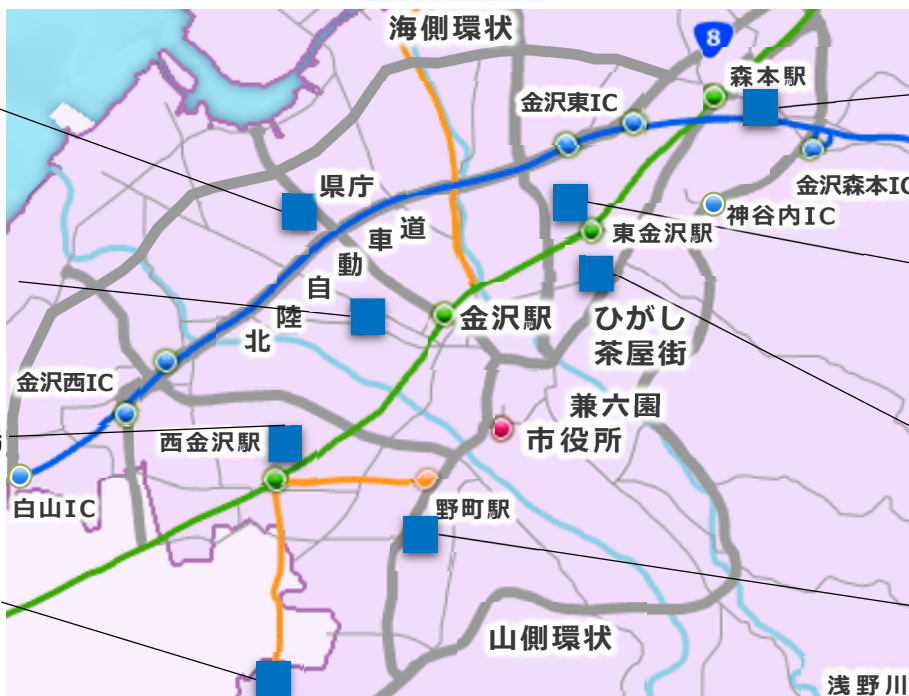 海側環状
8
森本駅
金沢東IC
金沢森本IC
県庁
神谷内IC
東金沢駅
北陸自動車道
金沢駅
ひがし
茶屋街
金沢西IC
兼六園
市役所
西金沢駅
白山IC
野町駅
山側環状
浅野川